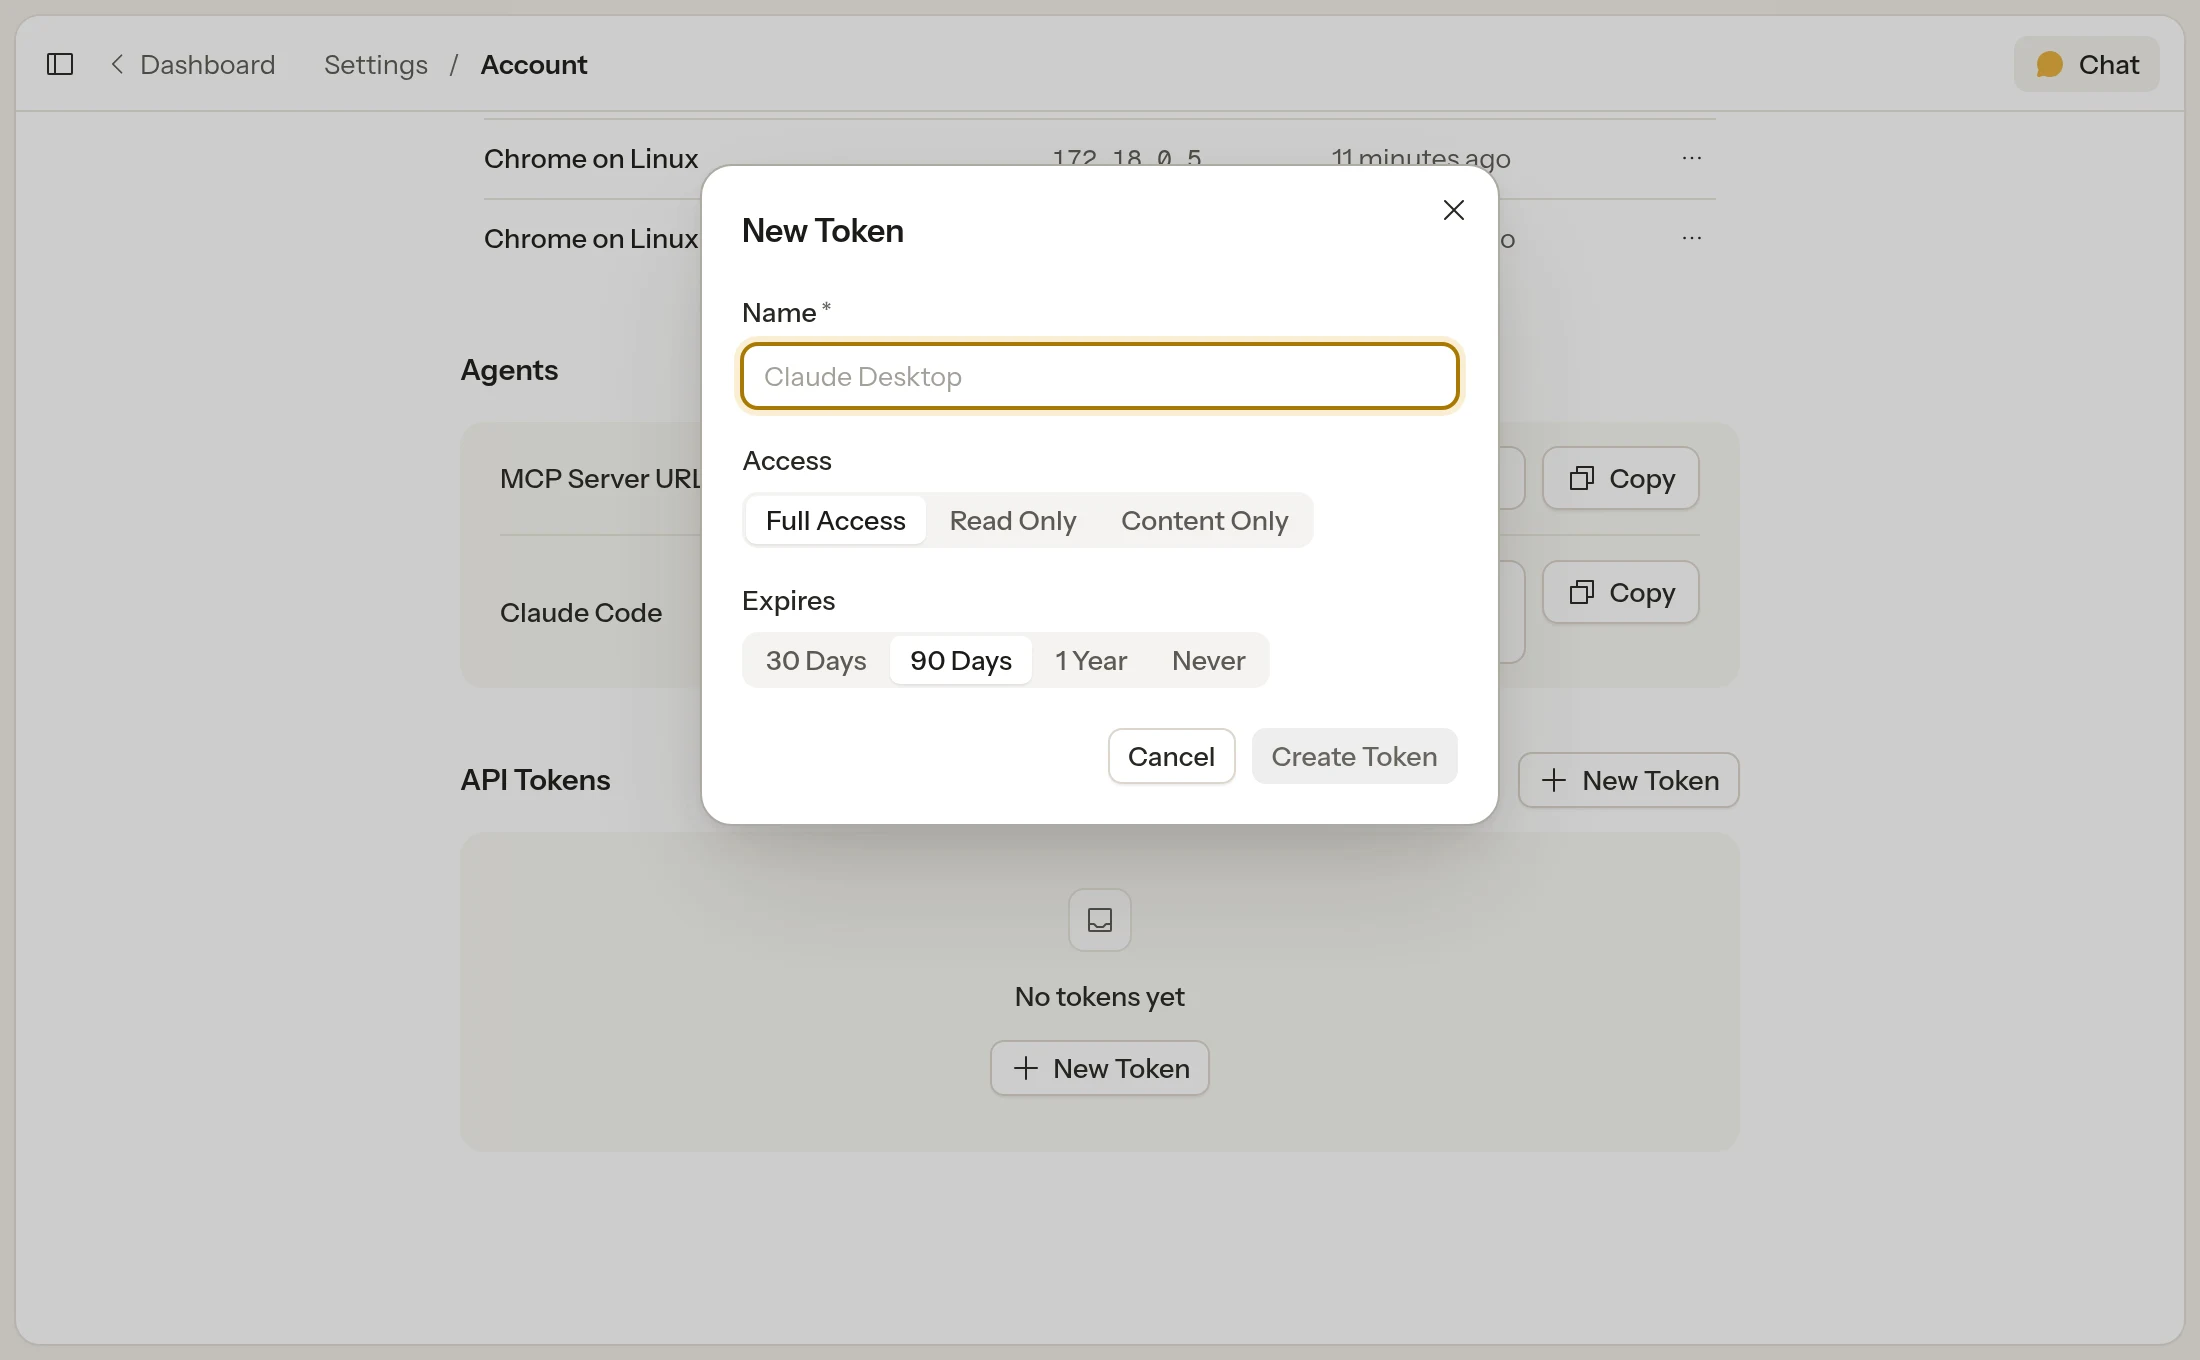 Dashboard Settings / Account
Chat
Chrome on Linux 172.18.0.5 11 minutes ago ...
Chrome on Linux ...
New Token
Name *
Claude Desktop
Access
Full Access Read Only Content Only
Expires
30 Days 90 Days 1 Year Never
Cancel Create Token
Agents
MCP Server URL
Copy
Claude Code
Copy
API Tokens
New Token
No tokens yet
New Token